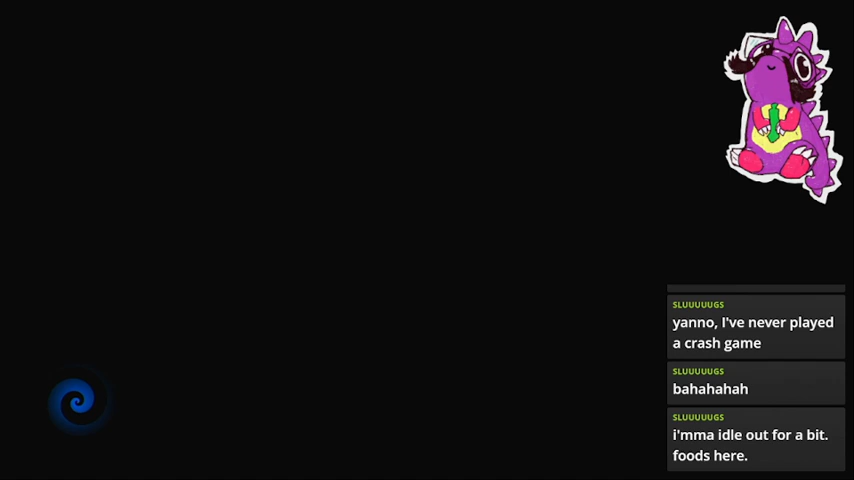 SLUUUUUGS
yanno, I've never played
a crash game
SLUUUUUGS
bahahahah
SLUUUUUGS
i'mma idle out for a bit.
foods here.